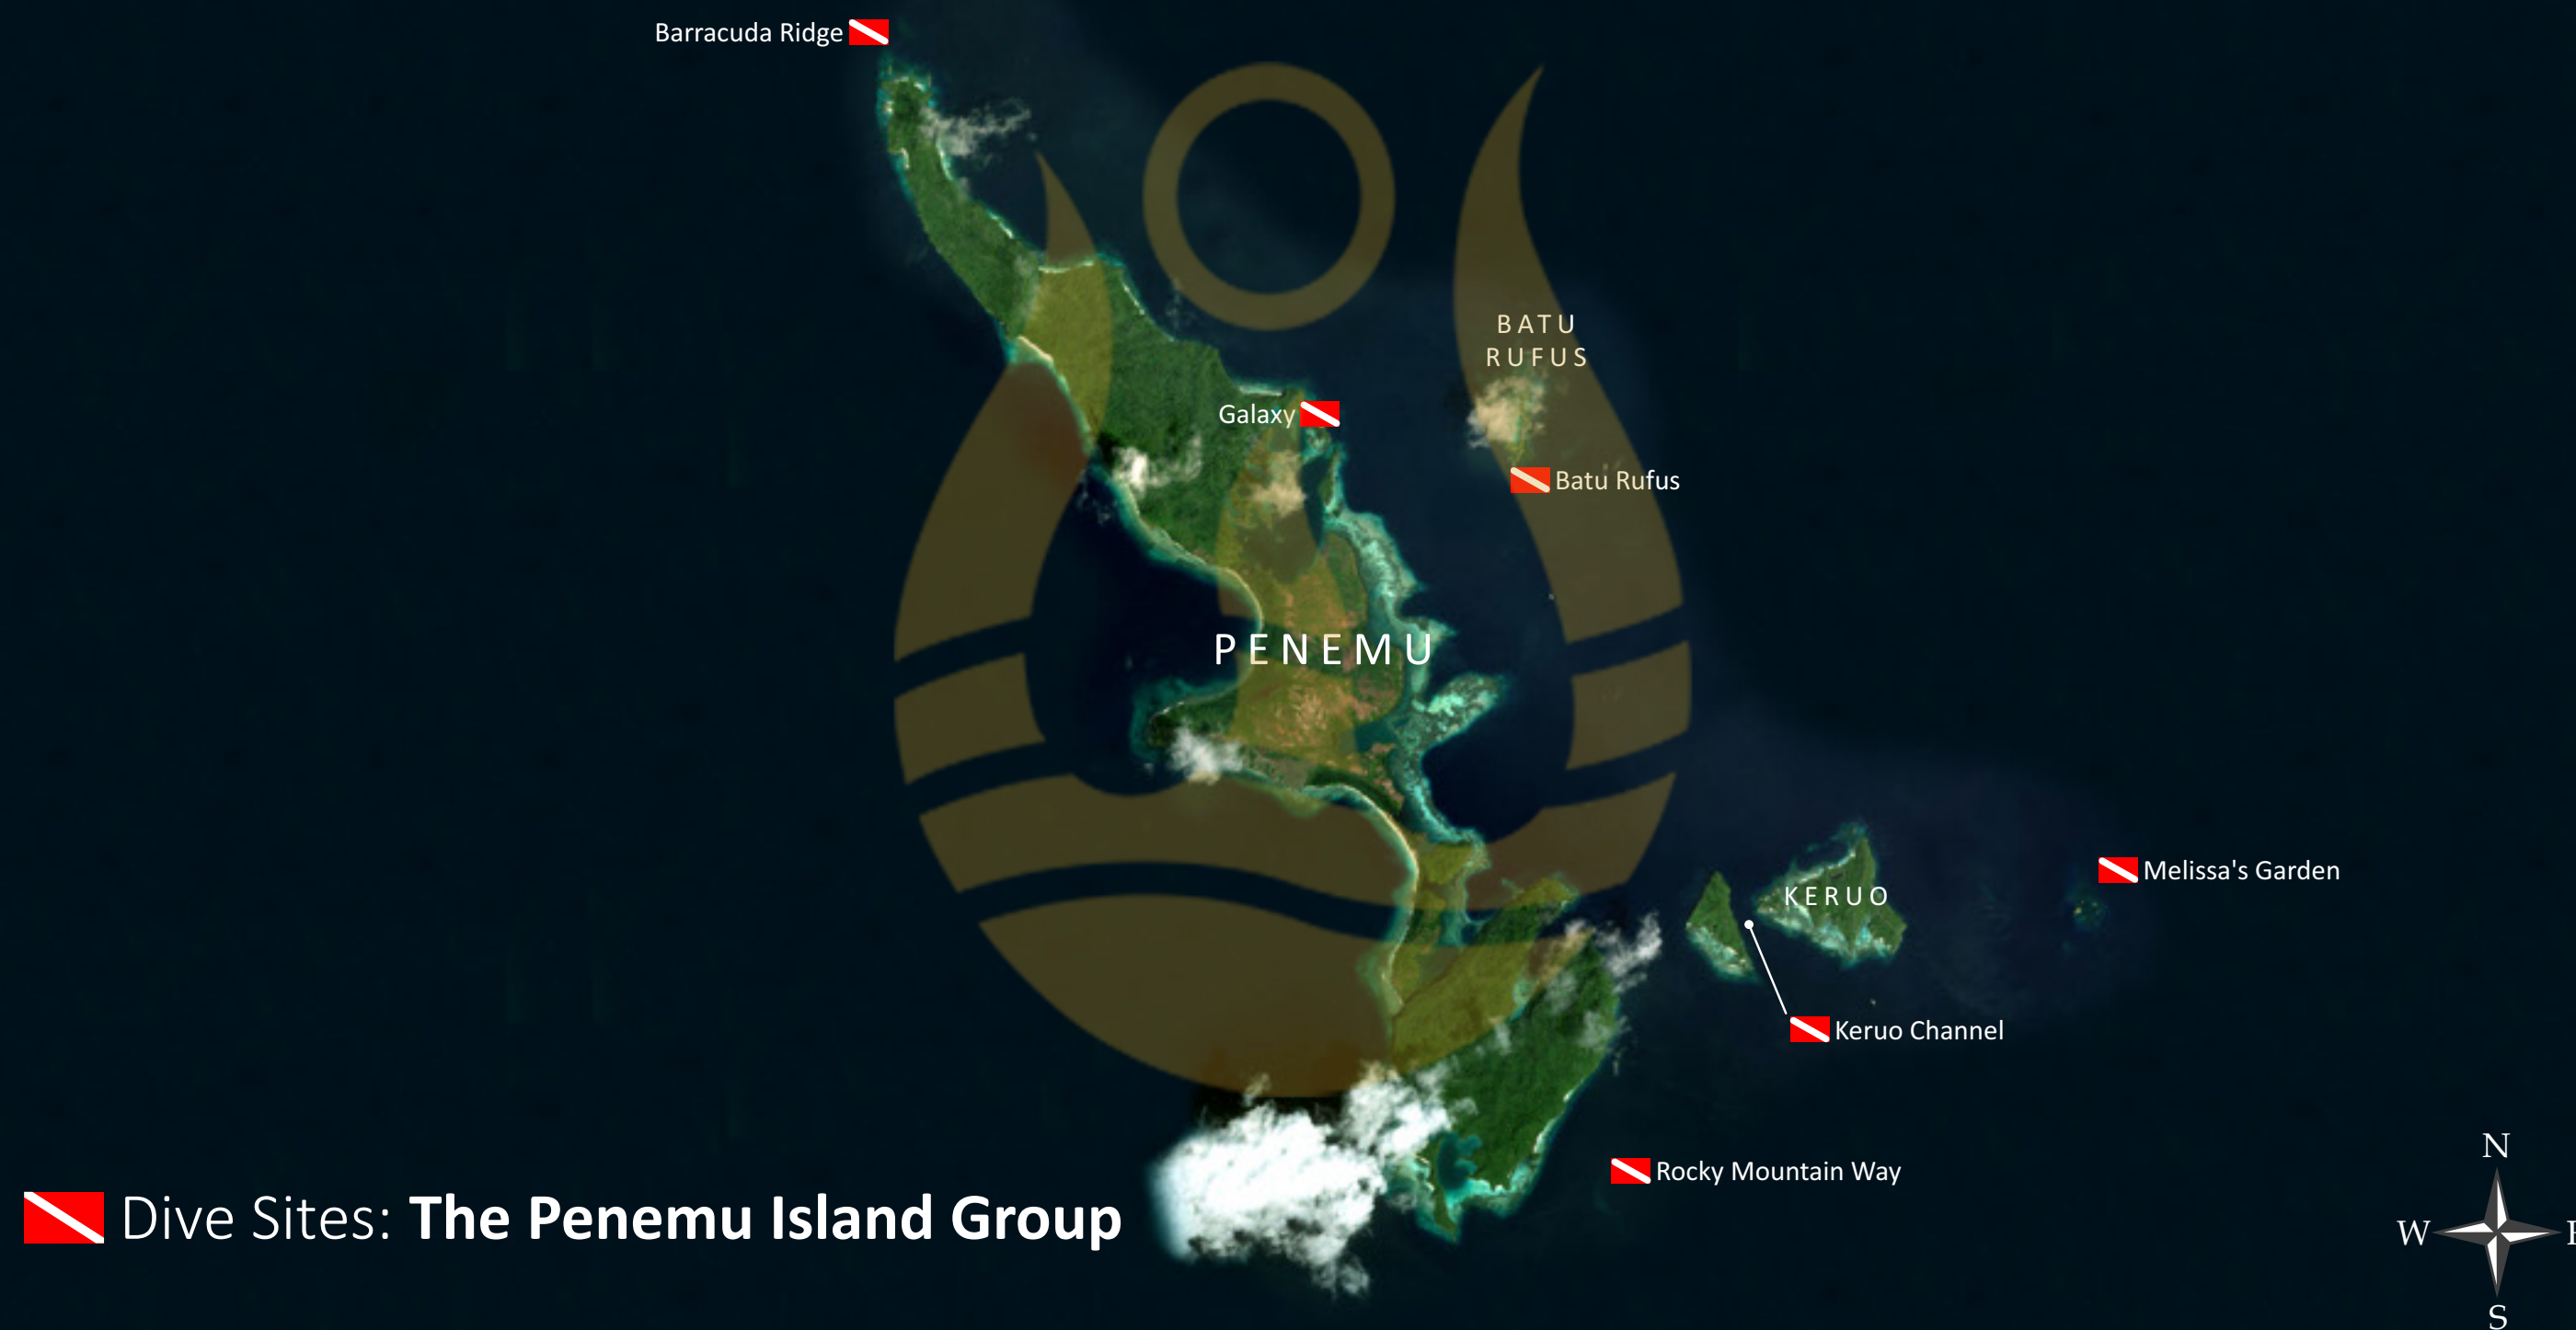 Barracuda Ridge
BATU
RUFUS
Galaxy
Batu Rufus
PENEMU
Melissa's Garden
KERUO
Keruo Channel
N
Rocky Mountain Way
Dive Sites: The Penemu Island Group
W
S